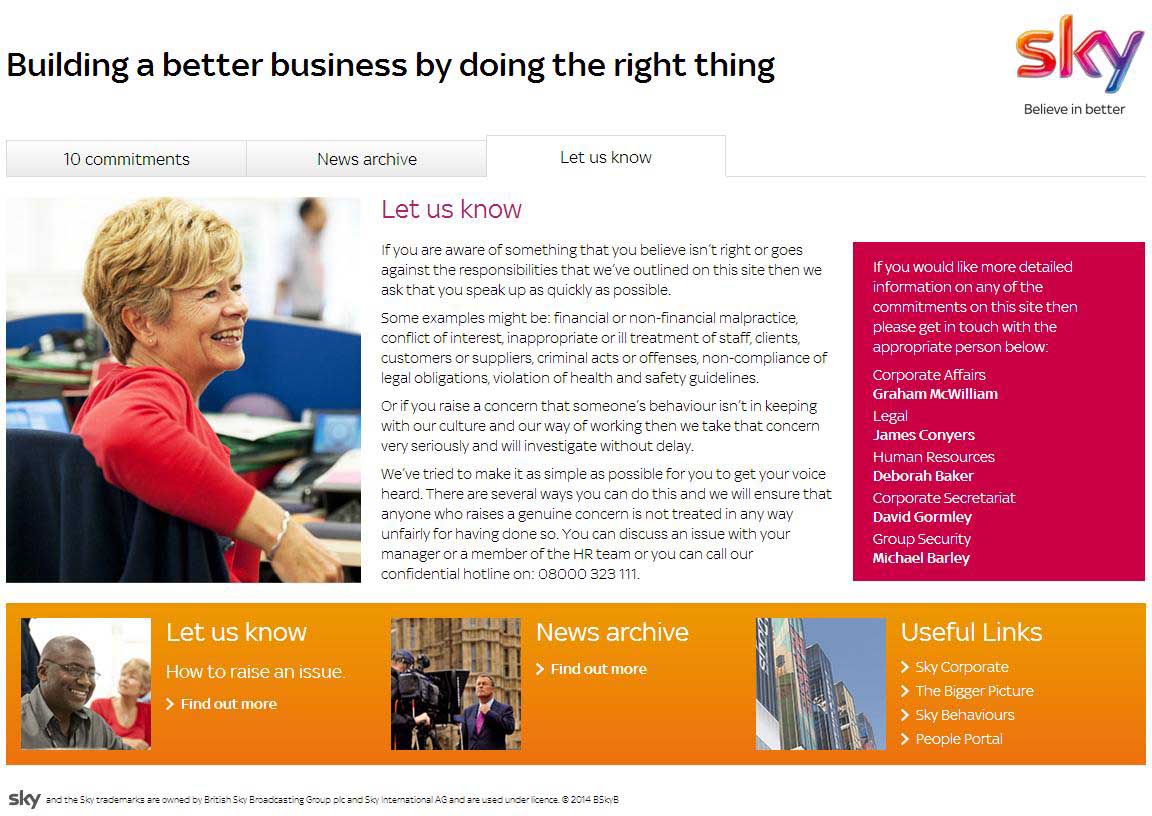 Building a better business by doing the right thing
sky
Believe in better
10 commitments
News archive
Let us know
Let us know
If you are aware of something that you believe isn't right or goes
against the responsibilities that we've outlined on this site then we
ask that you speak up as quickly as possible.
Some examples might be: financial or non-financial malpractice,
conflict of interest, inappropriate or ill treatment of staff, clients,
customers or suppliers, criminal acts or offenses, non-compliance of
legal obligations, violation of health and safety guidelines.
Or if you raise a concern that someone's behaviour isn't in keeping
with our culture and our way of working then we take that concern
very seriously and will investigate without delay.
We've tried to make it as simple as possible for you to get your voice
heard. There are several ways you can do this and we will ensure that
anyone who raises a genuine concern is not treated in any way
unfairly for having done so. You can discuss an issue with your
manager or a member of the HR team or you can call our
confidential hotline on: 08000 323 111.
If you would like more detailed
information on any of the
commitments on this site then
please get in touch with the
appropriate person below:
Corporate Affairs
Graham McWilliam
Legal
James Conyers
Human Resources
Deborah Baker
Corporate Secretariat
David Gormley
Group Security
Michael Barley
Let us know
How to raise an issue.
Find out more
News archive
Find out more
Useful Links
Sky Corporate
The Bigger Picture
Sky Behaviours
People Portal
sky and the Sky trademarks are owned by British Sky Broadcasting Group plc and Sky International AG and are used under licence. © 2014 BSkyB